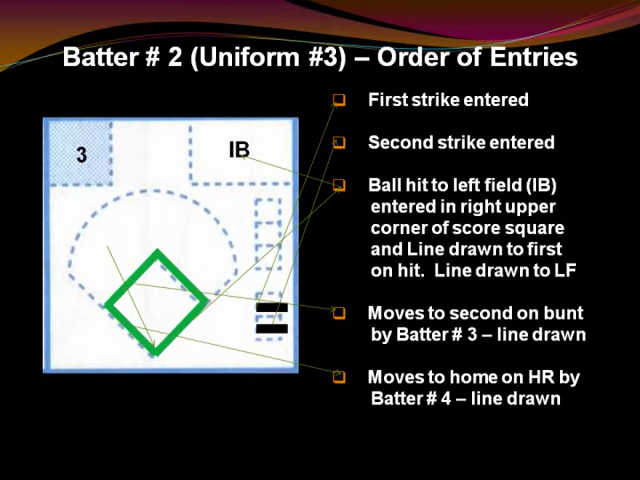 Batter # 2 (Uniform #3) – Order of Entries
3
IB
First strike entered
Second strike entered
Ball hit to left field (IB)
entered in right upper
corner of score square
and Line drawn to first
on hit. Line drawn to LF
Moves to second on bunt
by Batter # 3 – line drawn
Moves to home on HR by
Batter # 4 – line drawn